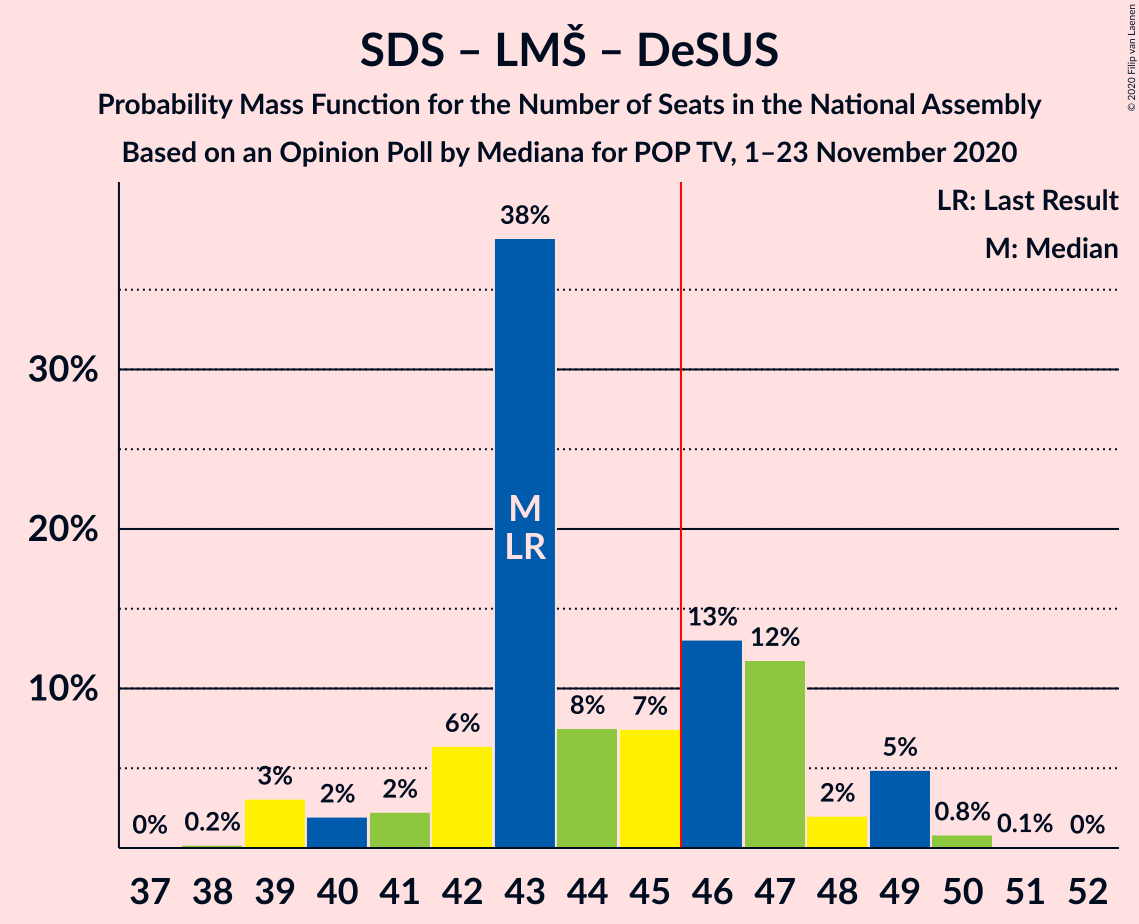 SDS – LMŠ – DeSUS
Probability Mass Function for the Number of Seats in the National Assembly
Based on an Opinion Poll by Mediana for POP TV, 1–23 November 2020
© 2020 Filip van Laenen
LR: Last Result
M: Median
38%
30%
20%
10%
M
LR
0% 0.2% 3% 2% 2% 6% 8% 7% 13% 12% 2% 5% 0.8% 0.1% 0%
37 38 39 40 41 42 43 44 45 46 47 48 49 50 51 52